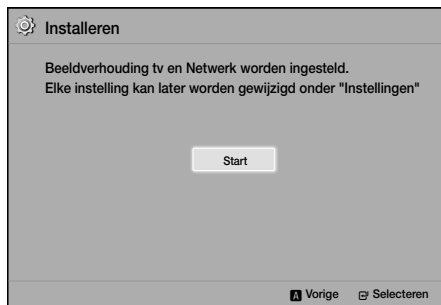 Installeren
Beeldverhouding tv en Netwerk worden ingesteld.
Elke instelling kan later worden gewijzigd onder "Instellingen"
Start
A Vorige Selecteren